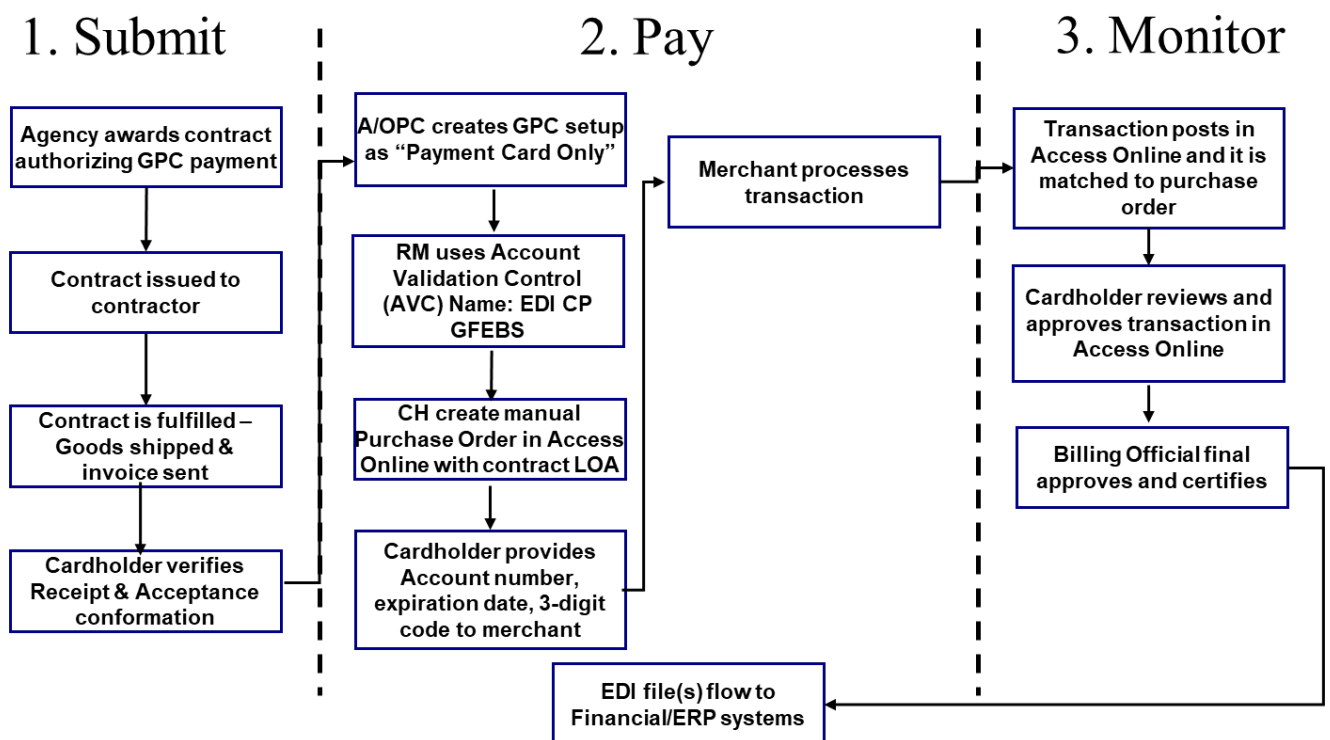 1. Submit
2. Pay
3. Monitor
Agency awards contract
authorizing GPC payment
Contract issued to
contractor
Contract is fulfilled –
Goods shipped &
invoice sent
Cardholder verifies
Receipt & Acceptance
conformation
A/OPC creates GPC setup
as “Payment Card Only”
RM uses Account
Validation Control
(AVC) Name: EDI CP
GFEBS
CH create manual
Purchase Order in Access
Online with contract LOA
Cardholder provides
Account number,
expiration date, 3-digit
code to merchant
Merchant processes
transaction
Transaction posts in
Access Online and it is
matched to purchase
order
Cardholder reviews and
approves transaction in
Access Online
Billing Official final
approves and certifies
EDI file(s) flow to
Financial/ERP systems